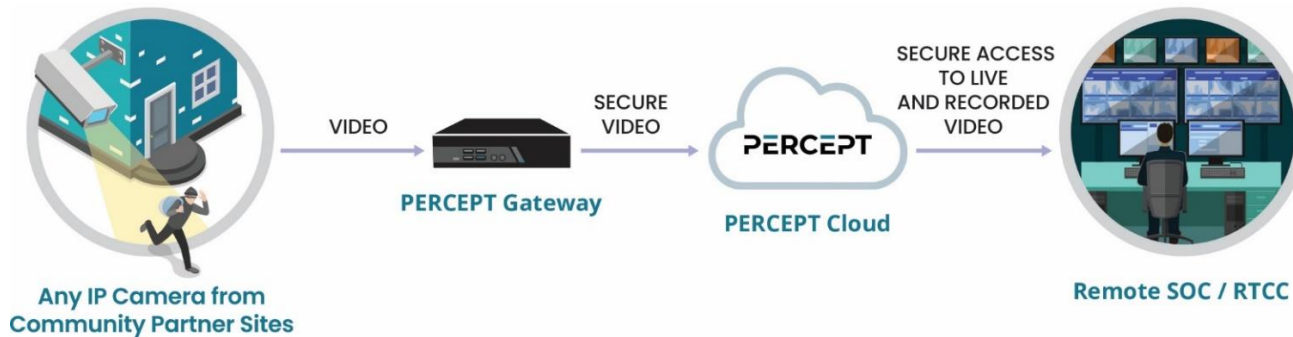 VIDEO
SECURE
VIDEO
PERCEPT
SECURE ACCESS
TO LIVE
AND RECORDED
VIDEO
Any IP Camera from
Community Partner Sites
PERCEPT Gateway
PERCEPT Cloud
Remote SOC / RTCC